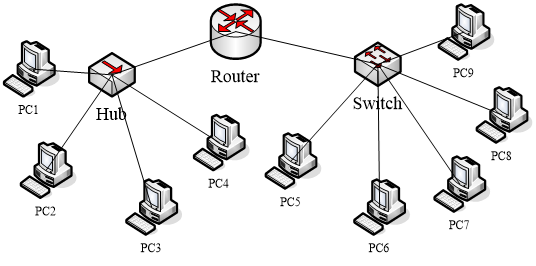 Router
PC9
PC1
Hub
Switch
PC8
PC4
PC5
PC2
PC7
PC3
PC6